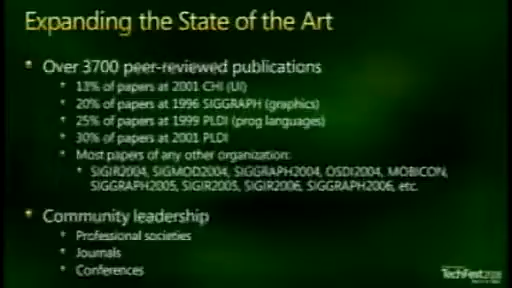 Expanding the State of the Art
Over 3700 peer-reviewed publications
13% of papers at 2001 CHI (UI)
20% of papers at 1996 SIGGRAPH (graphics)
25% of papers at 1999 PLDI (prog languages)
30% of papers at 2001 PLDI
Most papers of any other organization:
SIGIR2004, SIGMOD2004, SIGGRAPH2004, OSDI2004, MOBICON,
SIGGRAPH2005, SIGIR2005, SIGIR2006, SIGGRAPH2006, etc.
Community leadership
Professional societies
Journals
Conferences
TechFest